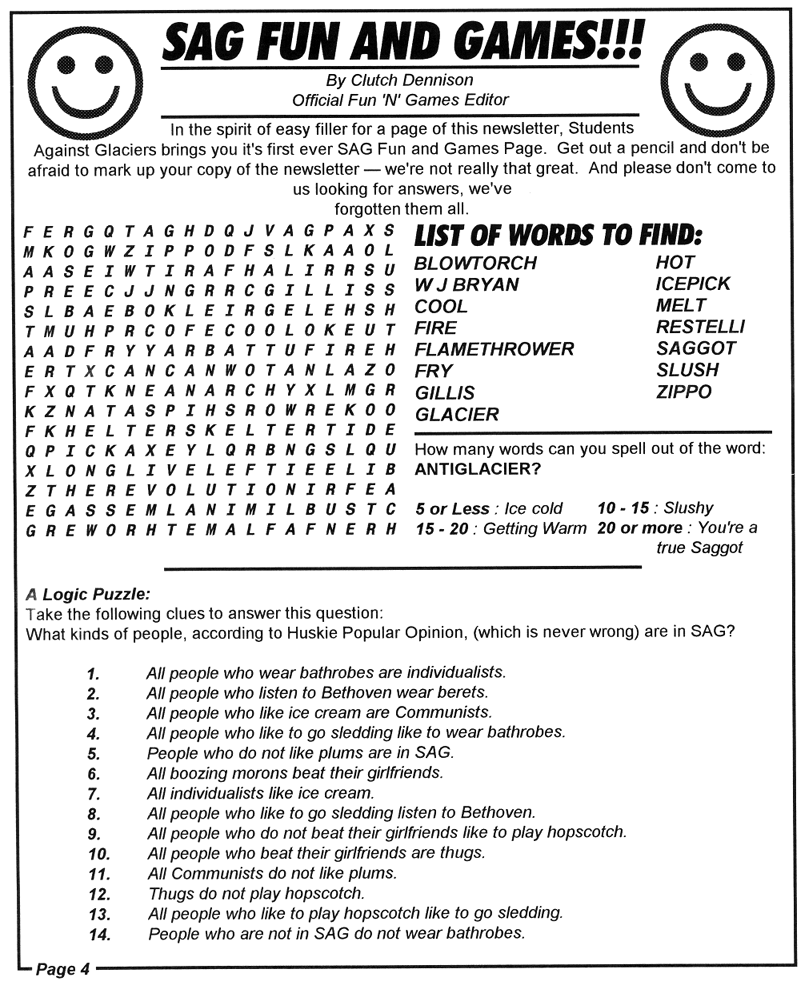 SAG FUN AND GAMES!!!
By Clutch Dennison
Official Fun 'N' Games Editor
In the spirit of easy filler for a page of this newsletter, Students
Against Glaciers brings you it's first ever SAG Fun and Games Page. Get out a pencil and don't be
afraid to mark up your copy of the newsletter — we're not really that great. And please don't come to
us looking for answers, we've
forgotten them all.
F E R G Q T A G H D Q J V A G P A X S
M K O G W Z I P P O D F S L K A A O L
A A S E I W T I R A F H A L I R R S U
P R E E C J J N G R R C G I L L I S S
S L B A E B O K L E I R G E L E H S H
T M U H P R C O F E C O O L O K E U T
A A D F R Y Y A R B A T T U F I R E H
E R T X C A N C A N W O T A N L A Z O
F X Q T K N E A N A R C H Y X L M G R
K Z N A T A S P I H S R O W R E K O O
F K H E L T E R S K E L T E R T I D E
Q P I C K A X E Y L Q R B N G S L Q U
X L O N G L I V E L E F T I E E L I B
Z T H E R E V O L U T I O N I R F E A
E G A S S E M L A N I M I L B U S T C
G R E W O R H T E M A L F A F N E R H
LIST OF WORDS TO FIND:
BLOWTORCH HOT
W J BRYAN ICEPICK
COOL MELT
FIRE RESTELLI
FLAMETHROWER SAGGOT
FRY SLUSH
GILLIS ZIPPO
GLACIER
How many words can you spell out of the word:
ANTIGLACIER?
5 or Less : Ice cold 10 - 15 : Slushy
15 - 20 : Getting Warm 20 or more : You're a
true Saggot
A Logic Puzzle:
Take the following clues to answer this question:
What kinds of people, according to Huskie Popular Opinion, (which is never wrong) are in SAG?
1. All people who wear bathrobes are individualists.
2. All people who listen to Bethoven wear berets.
3. All people who like ice cream are Communists.
4. All people who like to go sledding like to wear bathrobes.
5. People who do not like plums are in SAG.
6. All boozing morons beat their girlfriends.
7. All individualists like ice cream.
8. All people who like to go sledding listen to Bethoven.
9. All people who do not beat their girlfriends like to play hopscotch.
10. All people who beat their girlfriends are thugs.
11. All Communists do not like plums.
12. Thugs do not play hopscotch.
13. All people who like to play hopscotch like to go sledding.
14. People who are not in SAG do not wear bathrobes.
Page 4